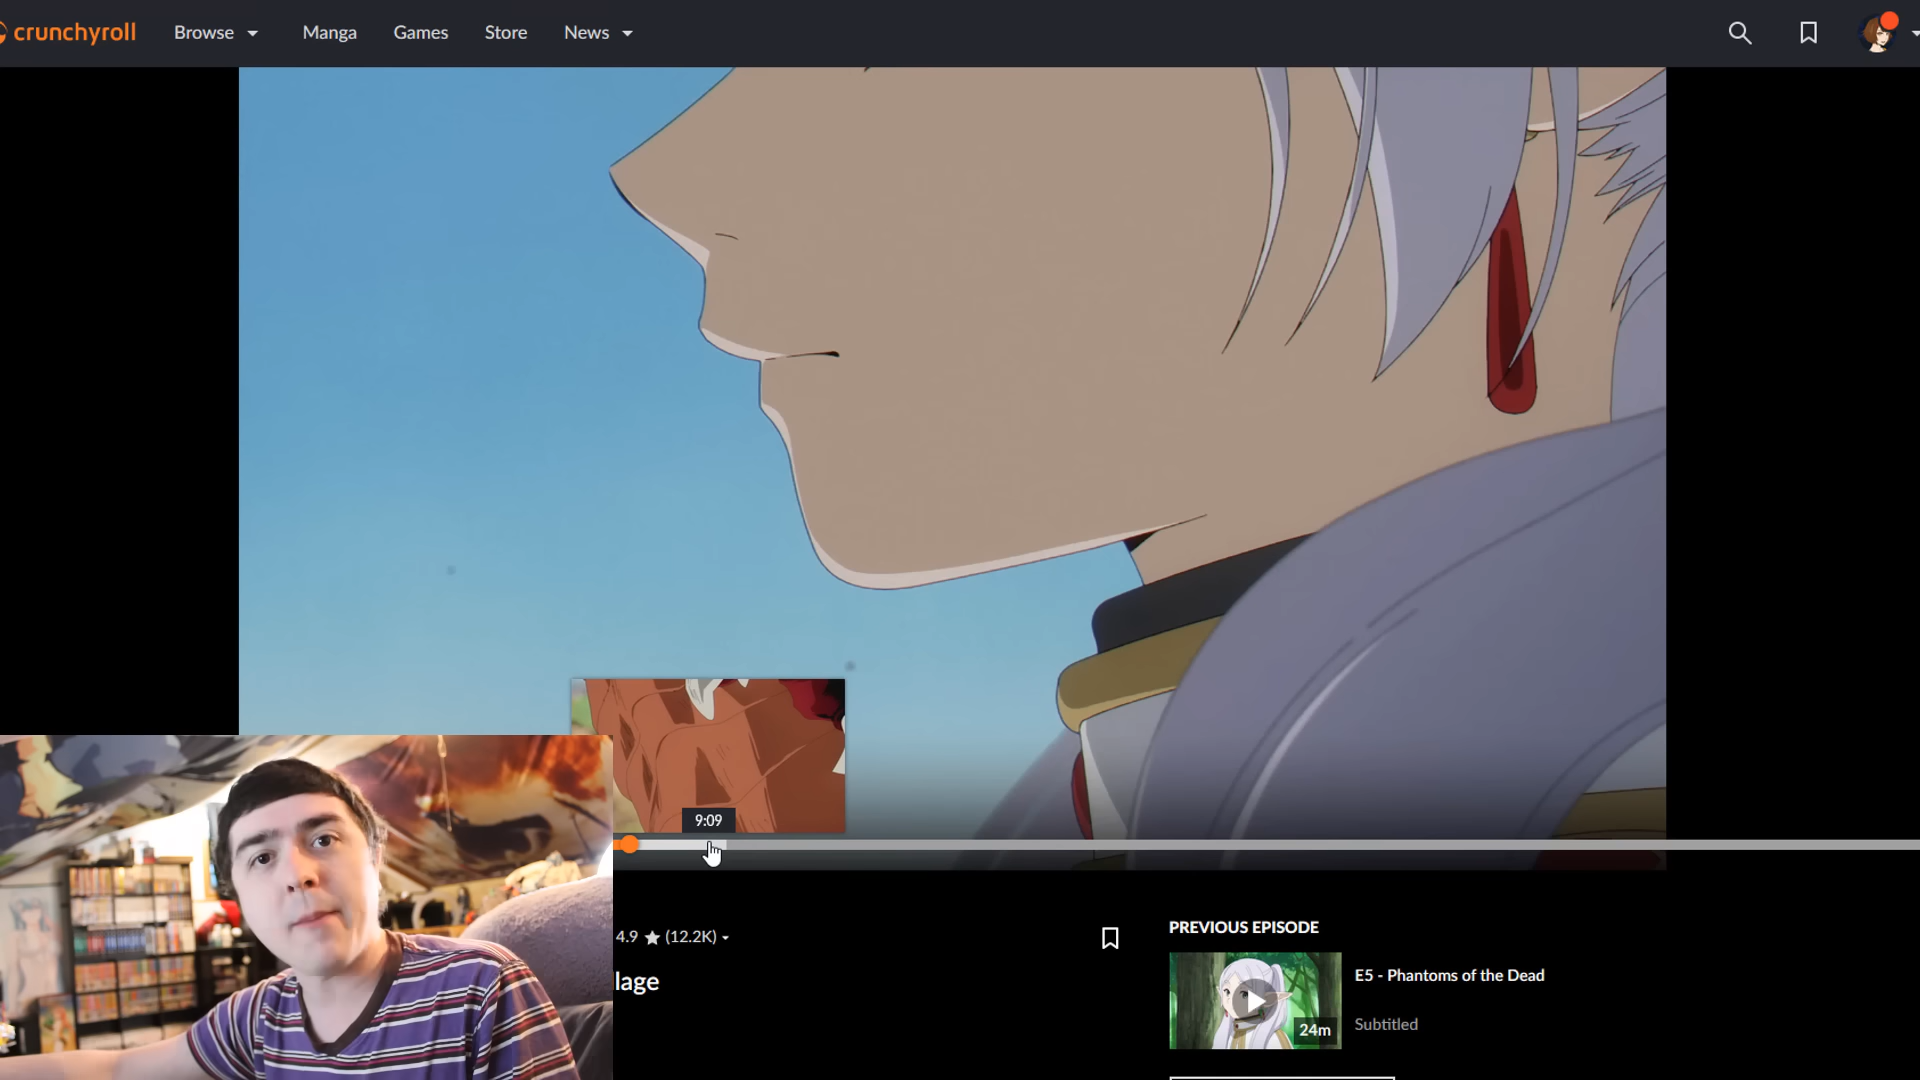 crunchyroll
Browse
Manga
Games
Store
News
9:09
4.9 ★ (12.2K)
lage
PREVIOUS EPISODE
E5 - Phantoms of the Dead
24m
Subtitled